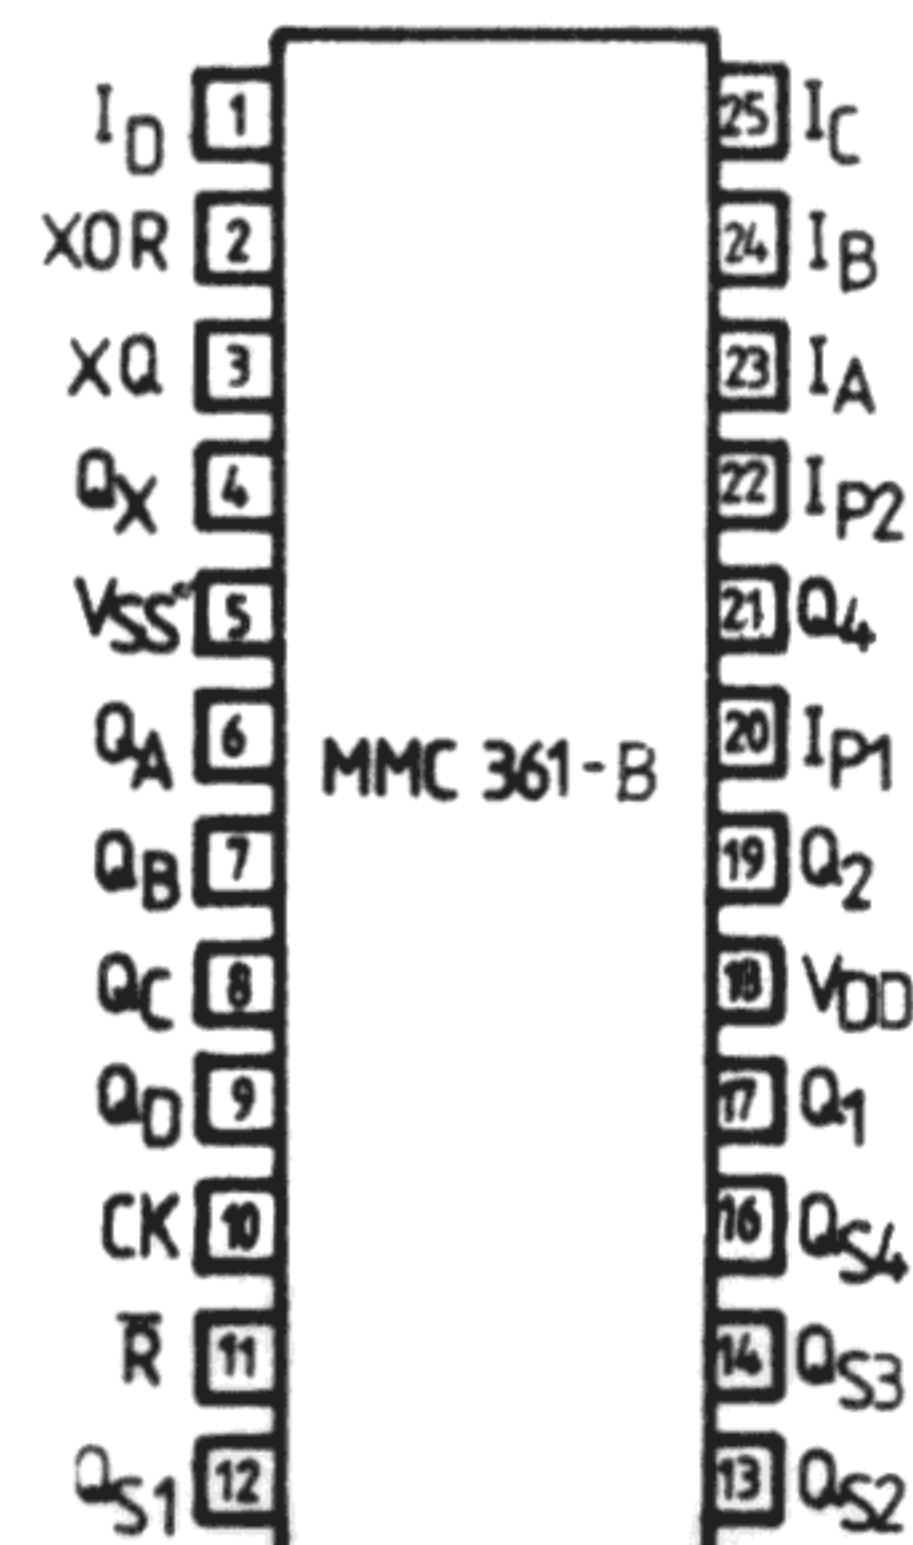 I_D 1 25 I_C
XOR 2 24 I_B
XQ 3 23 I_A
Q_X 4 22 I_P2
V_SS 5 21 Q_4
Q_A 6 20 I_P1
MMC 361-B
Q_B 7 19 Q_2
Q_C 8 18 V_DD
Q_D 9 17 Q_1
CK 10 16 Q_S4
R̅ 11 14 Q_S3
Q_S1 12 13 Q_S2